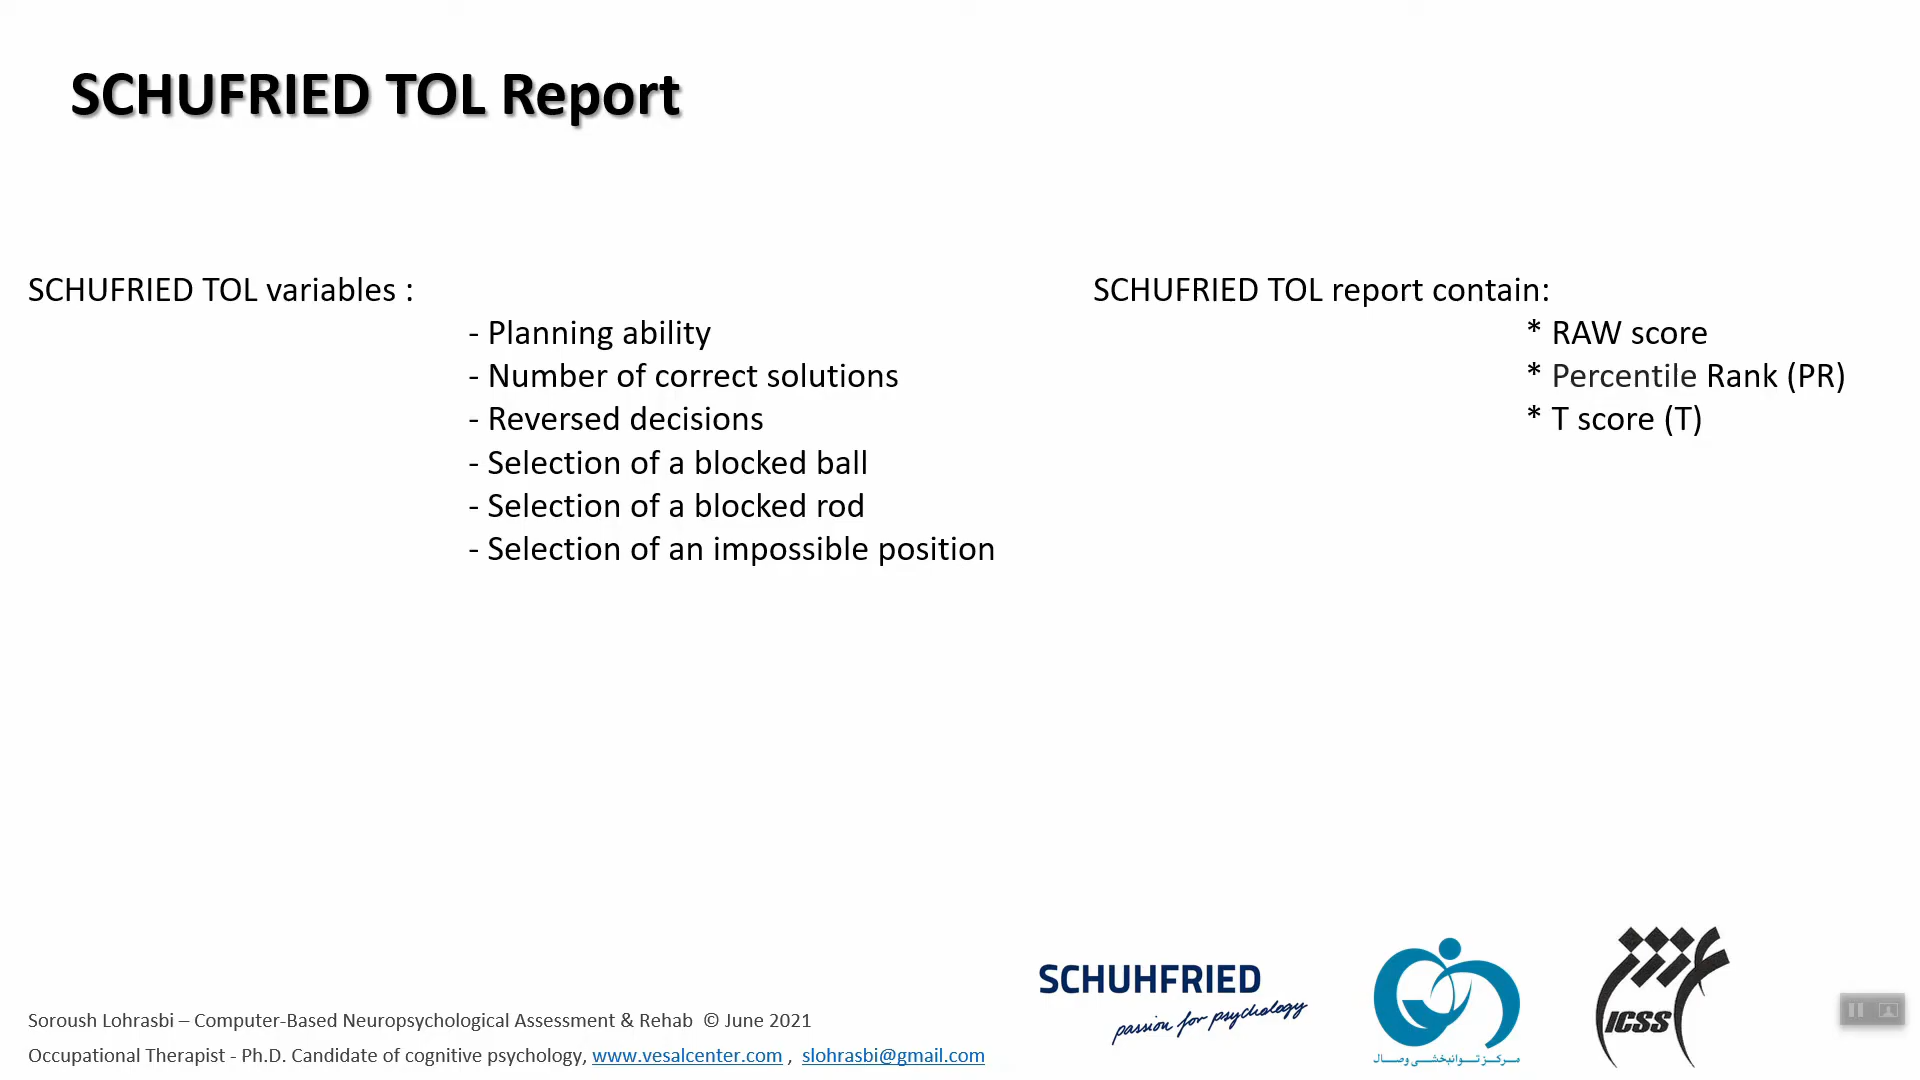 SCHUFRIED TOL Report
SCHUFRIED TOL variables :
- Planning ability
- Number of correct solutions
- Reversed decisions
- Selection of a blocked ball
- Selection of a blocked rod
- Selection of an impossible position
SCHUFRIED TOL report contain:
* RAW score
* Percentile Rank (PR)
* T score (T)
SCHUHFRIED
passion for psychology
مرکز توانبخشی وصال
ICSS
Soroush Lohrasbi – Computer-Based Neuropsychological Assessment & Rehab © June 2021
Occupational Therapist - Ph.D. Candidate of cognitive psychology, www.vesalcenter.com , slohrasbi@gmail.com